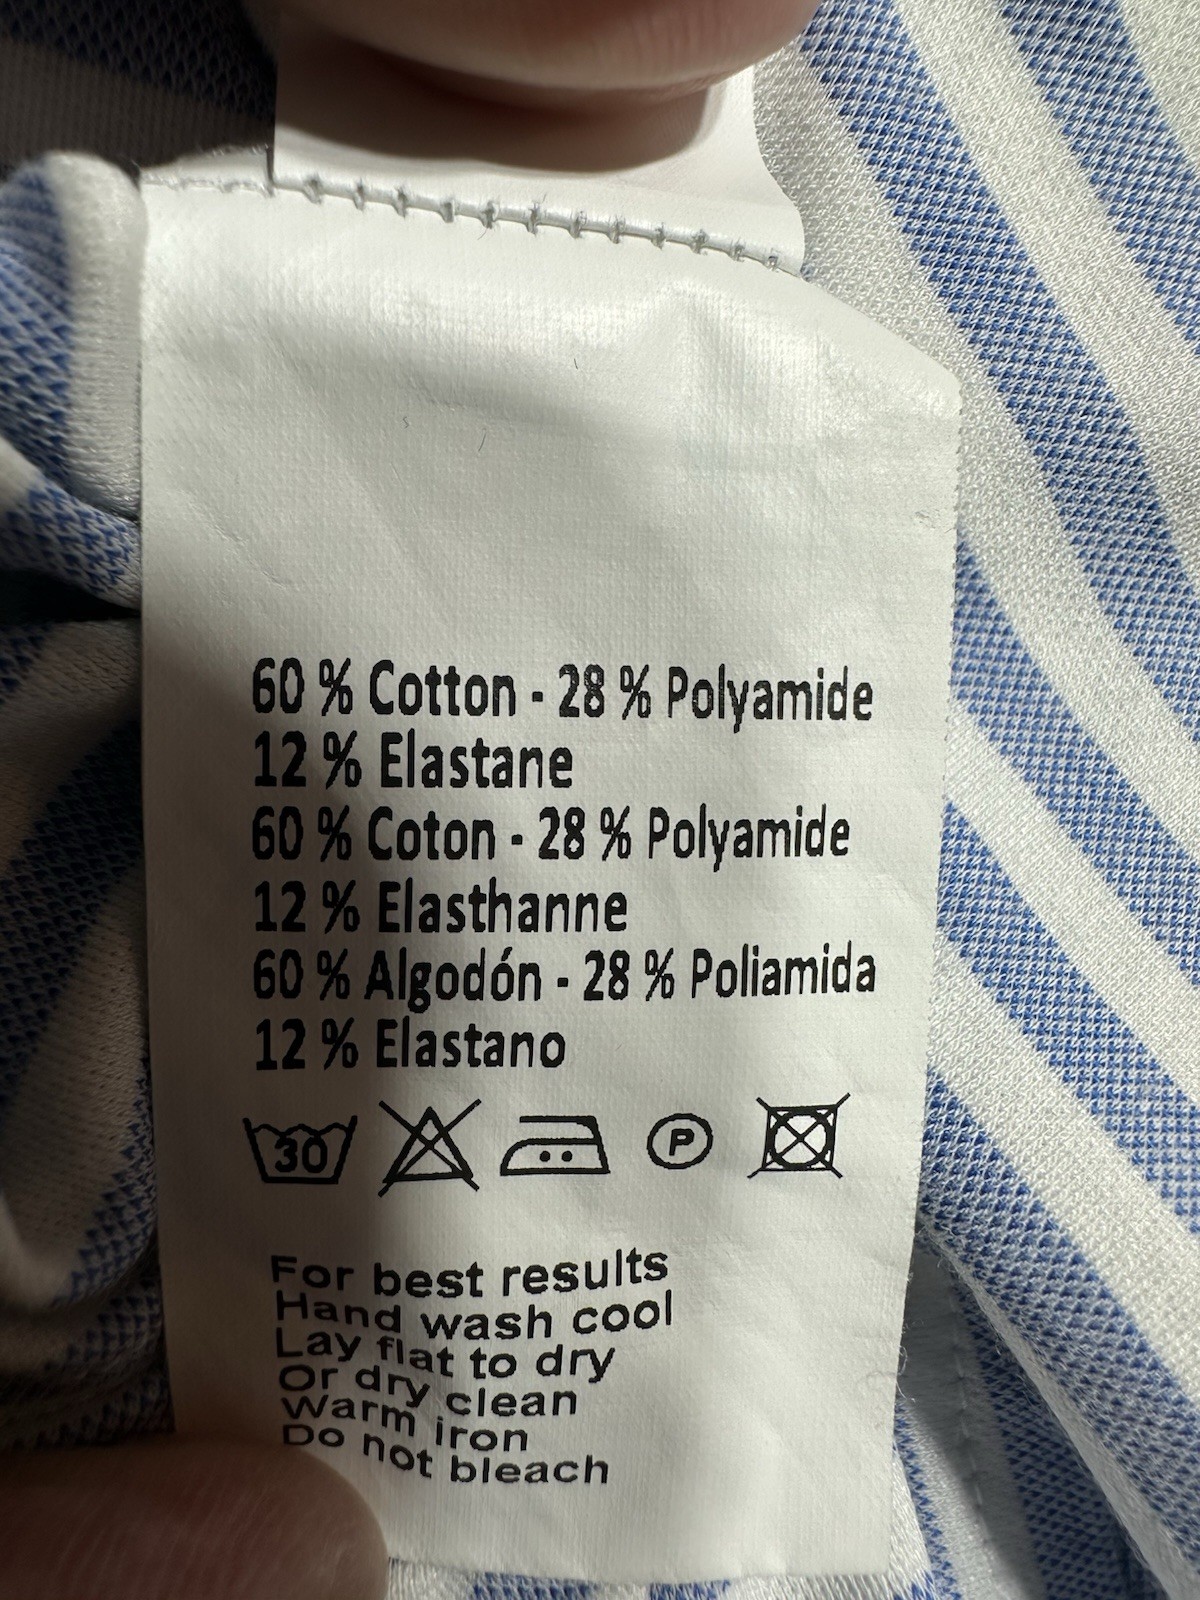 60 % Cotton - 28 % Polyamide
12 % Elastane
60 % Coton - 28 % Polyamide
12 % Elasthanne
60 % Algodón - 28 % Poliamida
12 % Elastano
30 P
For best results
Hand wash cool
Lay flat to dry
Or dry clean
Warm iron
Do not bleach